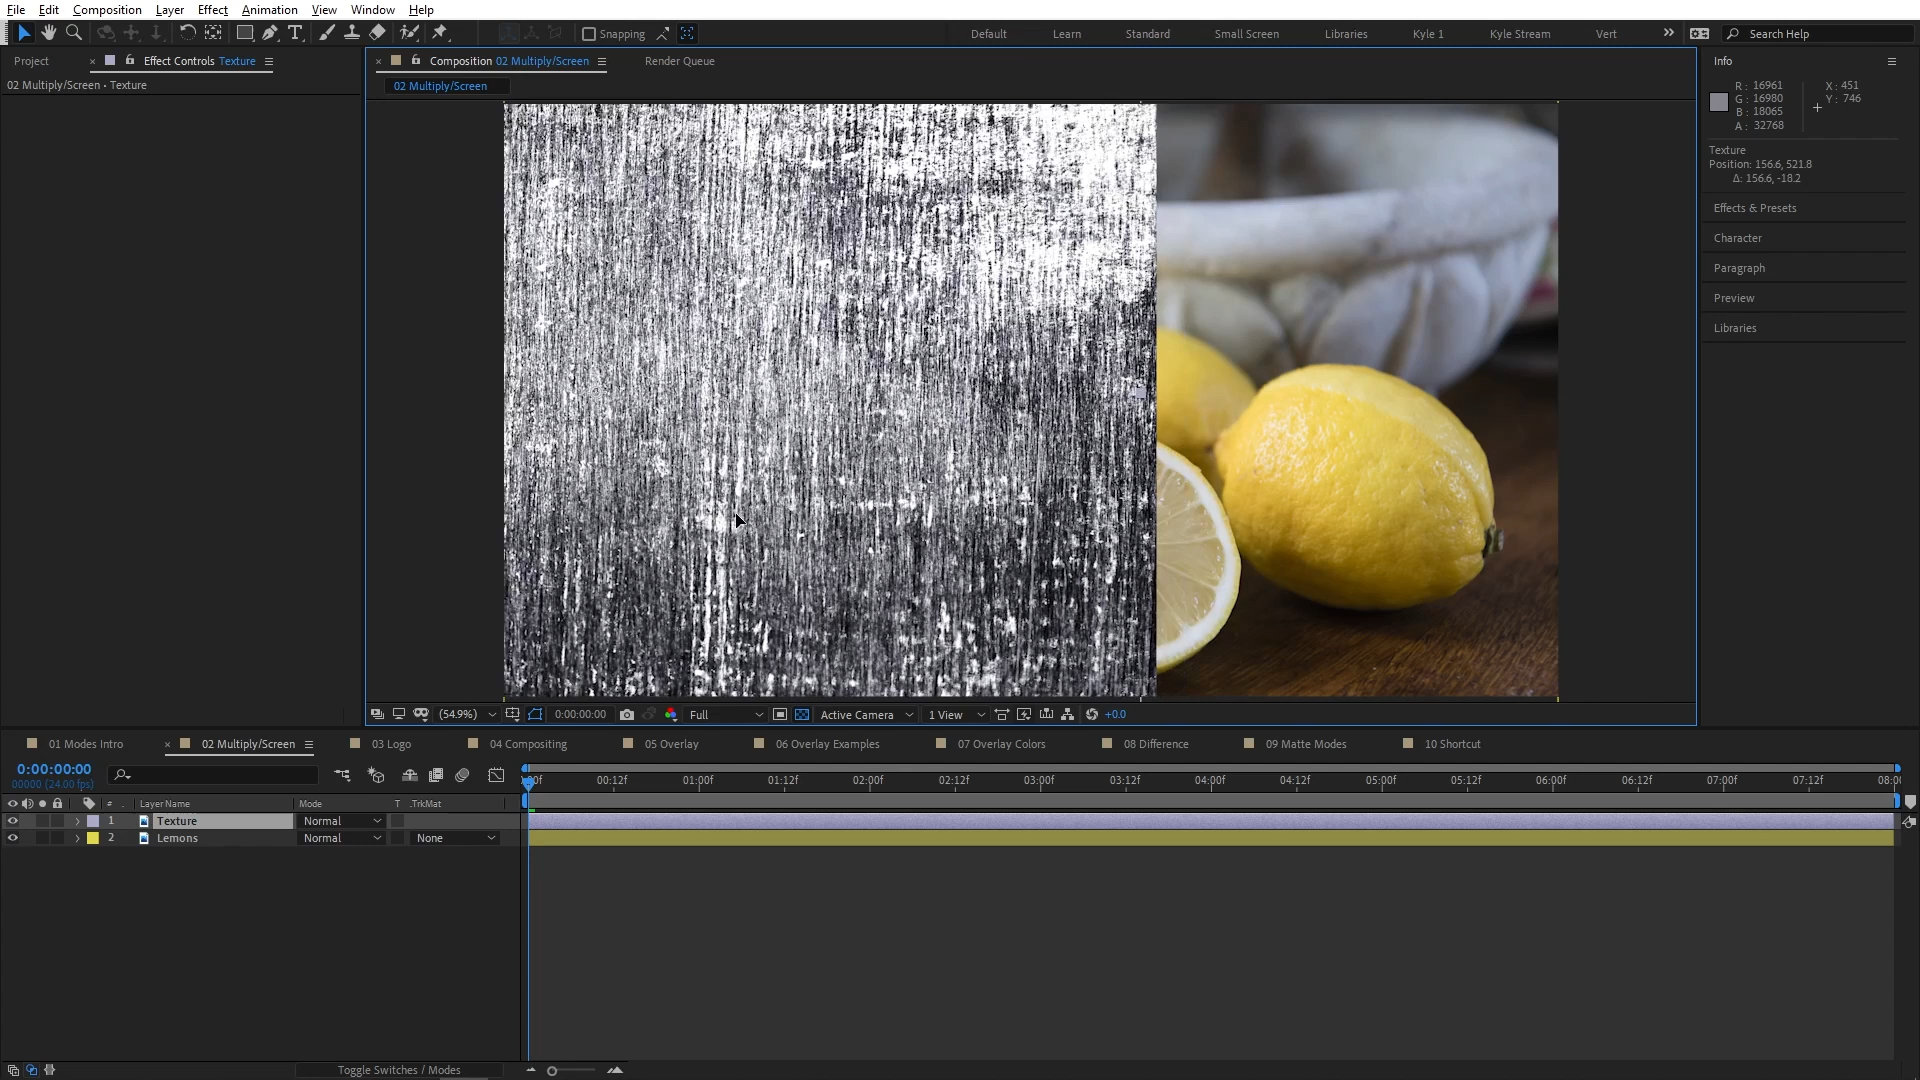 File Edit Composition Layer Effect Animation View Window Help
Snapping Default Learn Standard Small Screen Libraries Kyle 1 Kyle Stream Vert Search Help
Project × Effect Controls Texture
02 Multiply/Screen • Texture
× Composition 02 Multiply/Screen Render Queue
02 Multiply/Screen
Info
R : 16961 X : 451
G : 16980 Y : 746
B : 18065
A : 32768
Texture
Position: 156.6, 521.8
Δ: 156.6, -18.2
Effects & Presets
Character
Paragraph
Preview
Libraries
(54.9%) 0:00:00:00 Full Active Camera 1 View +0.0
01 Modes Intro × 02 Multiply/Screen 03 Logo 04 Compositing 05 Overlay 06 Overlay Examples 07 Overlay Colors 08 Difference 09 Matte Modes 10 Shortcut
0:00:00:00
00000 (24.00 fps)
00:12f 01:00f 01:12f 02:00f 02:12f 03:00f 03:12f 04:00f 04:12f 05:00f 05:12f 06:00f 06:12f 07:00f 07:12f
# Layer Name Mode T .TrkMat
1 Texture Normal
2 Lemons Normal None
Toggle Switches / Modes